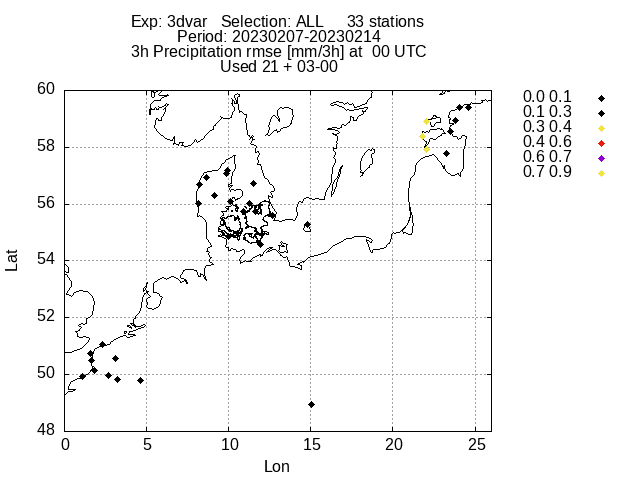 Exp: 3dvar Selection: ALL 33 stations
Period: 20230207-20230214
3h Precipitation rmse [mm/3h] at 00 UTC
Used 21 + 03-00
60
58
56
54
52
50
48
Lat
0 5 10 15 20 25
Lon
0.0 0.1
0.1 0.3
0.3 0.4
0.4 0.6
0.6 0.7
0.7 0.9